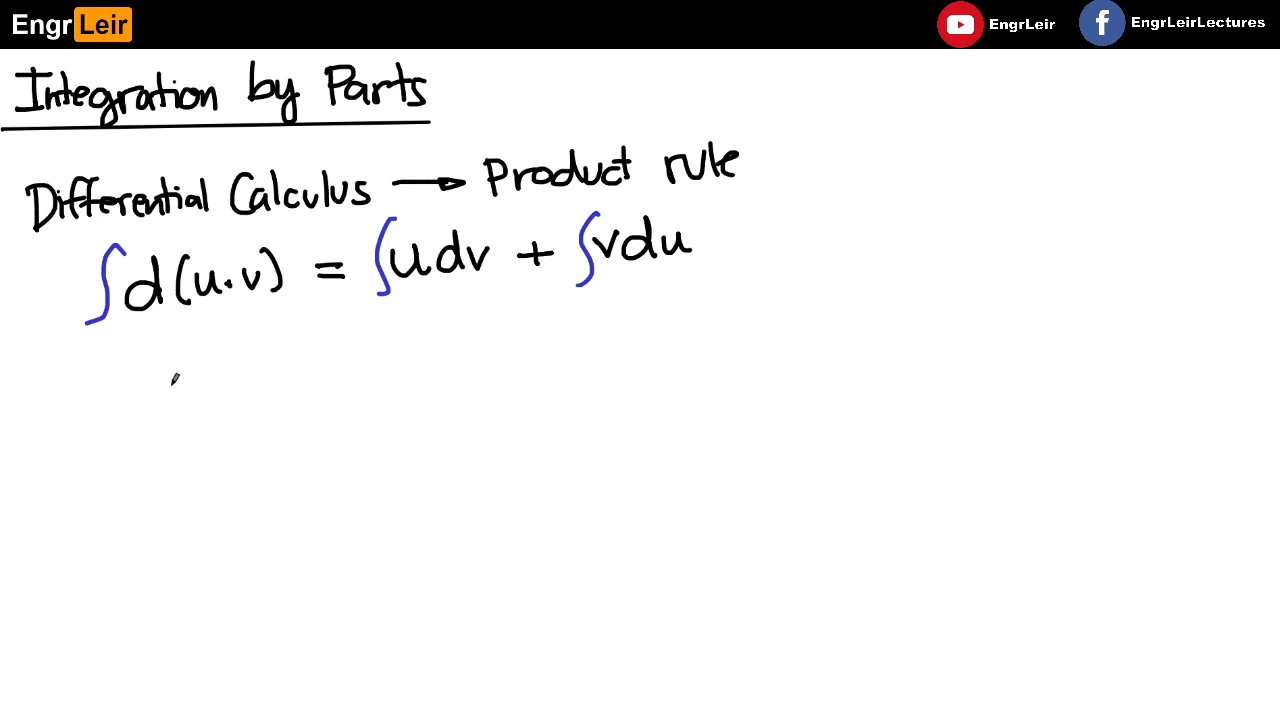 EngrLeir EngrLeir EngrLeirLectures
Integration by Parts
Differential Calculus → Product rule
∫d(u·v) = ∫udv + ∫vdu